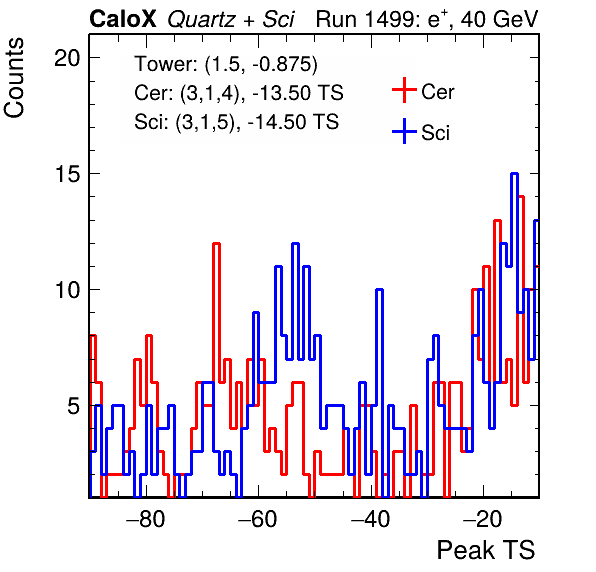 CaloX Quartz + Sci Run 1499: e⁺, 40 GeV
Counts
Tower: (1.5, -0.875)
Cer: (3,1,4), -13.50 TS
Sci: (3,1,5), -14.50 TS
Cer
Sci
20
15
10
5
−80 −60 −40 −20
Peak TS